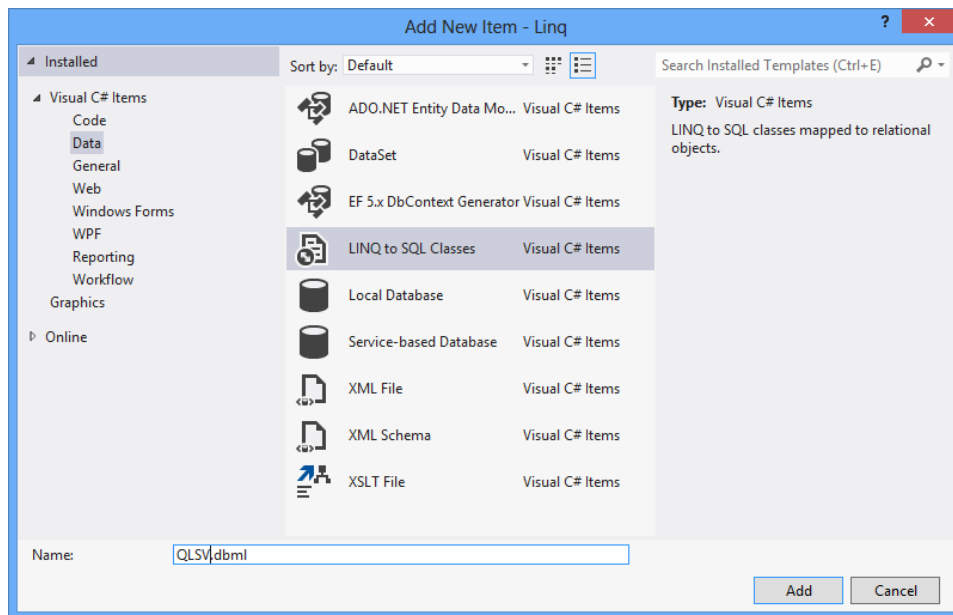 Add New Item - Linq
?
Installed
Sort by: Default
Search Installed Templates (Ctrl+E)
Visual C# Items
Code
Data
General
Web
Windows Forms
WPF
Reporting
Workflow
Graphics
Online
ADO.NET Entity Data Mo... Visual C# Items
DataSet Visual C# Items
EF 5.x DbContext Generator Visual C# Items
LINQ to SQL Classes Visual C# Items
Local Database Visual C# Items
Service-based Database Visual C# Items
XML File Visual C# Items
XML Schema Visual C# Items
XSLT File Visual C# Items
Type: Visual C# Items
LINQ to SQL classes mapped to relational
objects.
Name: QLSV.dbml
Add Cancel